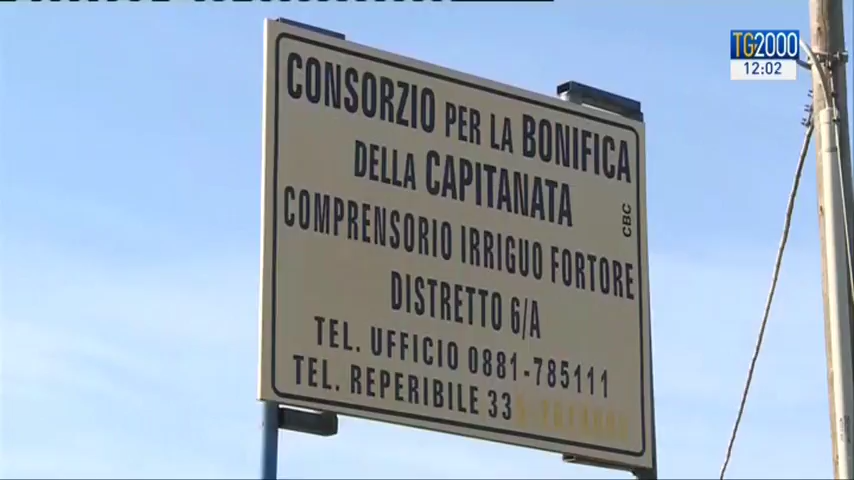 TG2000
12:02
CONSORZIO PER LA BONIFICA
DELLA CAPITANATA
CBC
COMPRENSORIO IRRIGUO FORTORE
DISTRETTO 6/A
TEL. UFFICIO 0881-785111
TEL. REPERIBILE 33